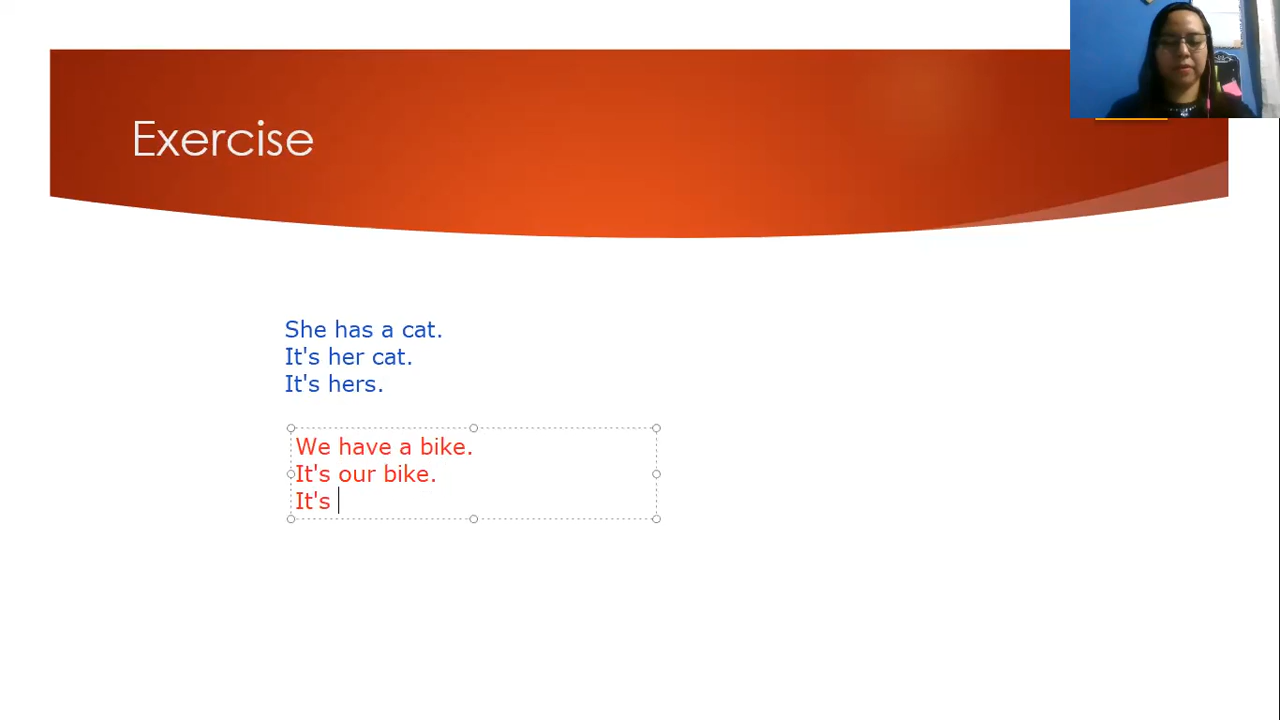 Exercise
She has a cat.
It's her cat.
It's hers.
We have a bike.
It's our bike.
It's